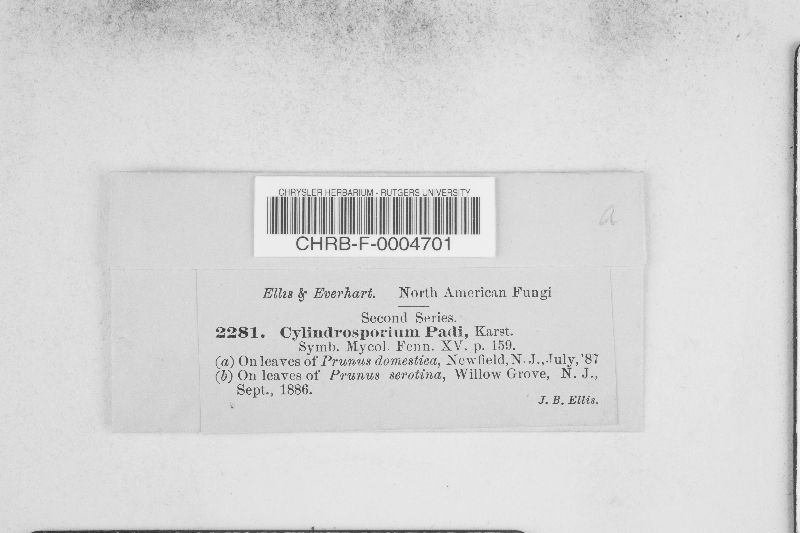 CHRYSLER HERBARIUM - RUTGERS UNIVERSITY
CHRB-F-0004701
a
Ellis & Everhart. North American Fungi
Second Series.
2281. Cylindrosporium Padi, Karst.
Symb. Mycol. Fenn. XV. p. 159.
(a) On leaves of Prunus domestica, Newfield, N. J., July, '87
(b) On leaves of Prunus serotina, Willow Grove, N. J.,
Sept., 1886.
J. B. Ellis.